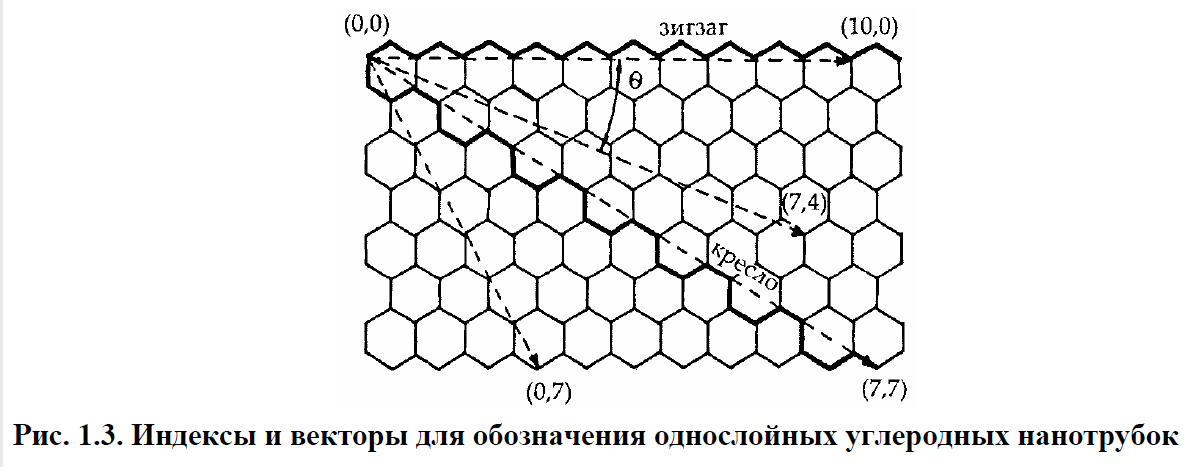 (0,0)
зигзаг
(10,0)
Θ
(7,4)
кресло
(0,7)
(7,7)
Рис. 1.3. Индексы и векторы для обозначения однослойных углеродных нанотрубок